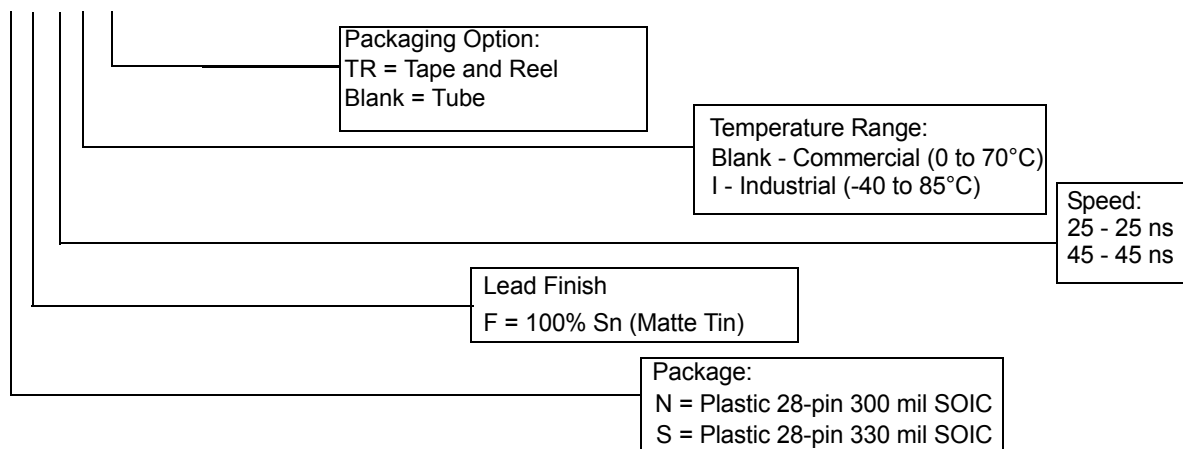 Packaging Option:
TR = Tape and Reel
Blank = Tube
Temperature Range:
Blank - Commercial (0 to 70°C)
I - Industrial (-40 to 85°C)
Speed:
25 - 25 ns
45 - 45 ns
Lead Finish
F = 100% Sn (Matte Tin)
Package:
N = Plastic 28-pin 300 mil SOIC
S = Plastic 28-pin 330 mil SOIC